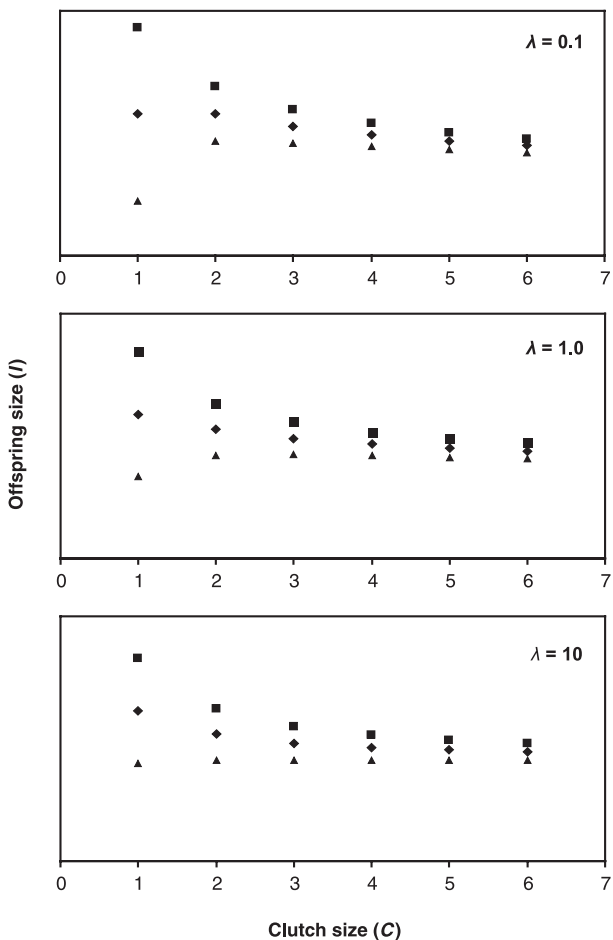 λ = 0.1
0 1 2 3 4 5 6 7
λ = 1.0
Offspring size (I)
0 1 2 3 4 5 6 7
λ = 10
0 1 2 3 4 5 6 7
Clutch size (C)